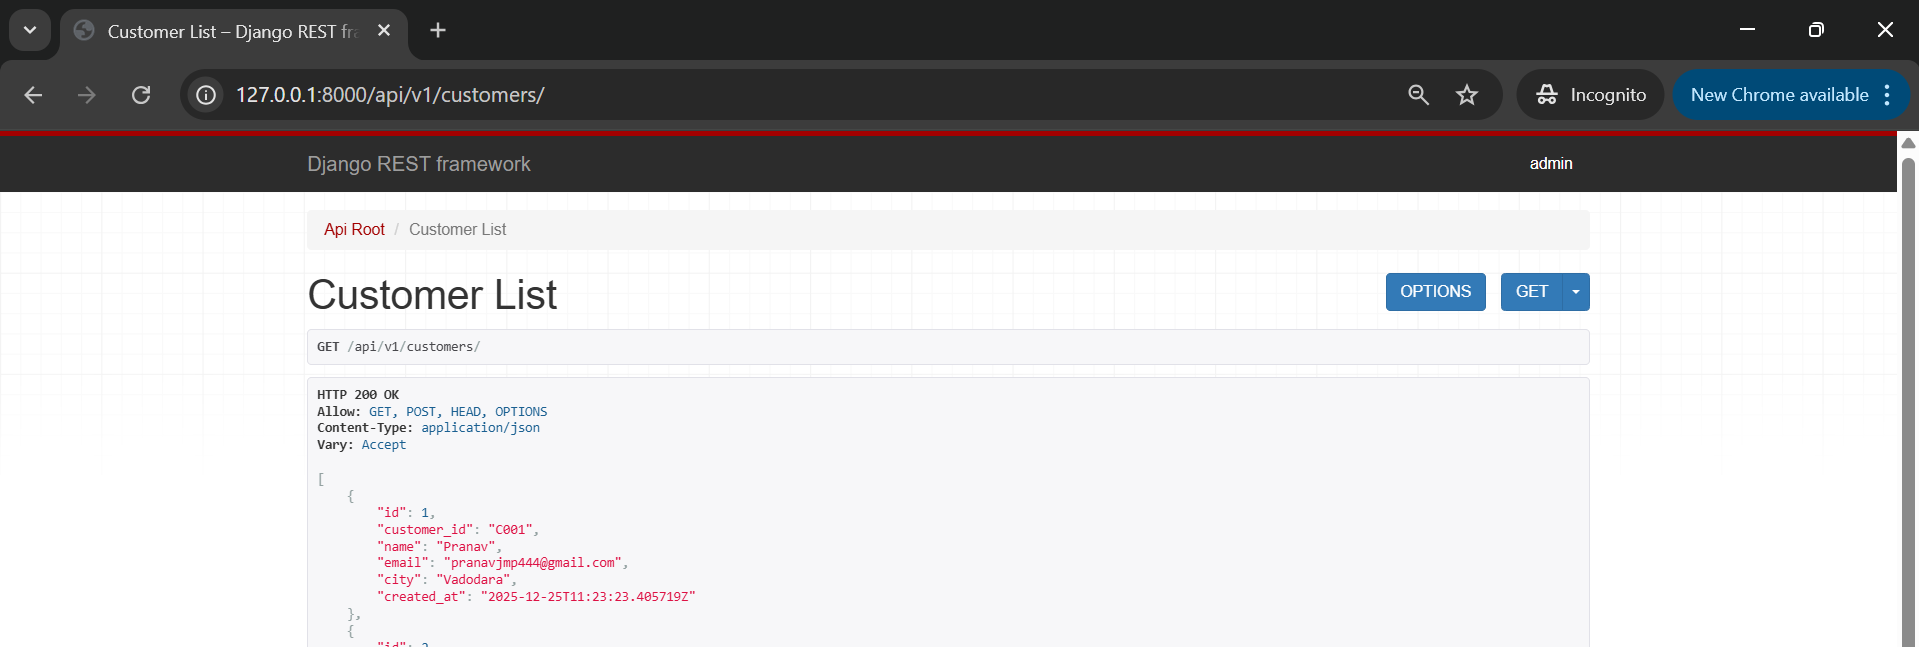 Customer List – Django REST fra
127.0.0.1:8000/api/v1/customers/
Incognito
New Chrome available
Django REST framework
admin
Api Root / Customer List
Customer List
OPTIONS
GET
GET /api/v1/customers/
HTTP 200 OK
Allow: GET, POST, HEAD, OPTIONS
Content-Type: application/json
Vary: Accept
[
{
"id": 1,
"customer_id": "C001",
"name": "Pranav",
"email": "pranavjmp444@gmail.com",
"city": "Vadodara",
"created_at": "2025-12-25T11:23:23.405719Z"
},
{